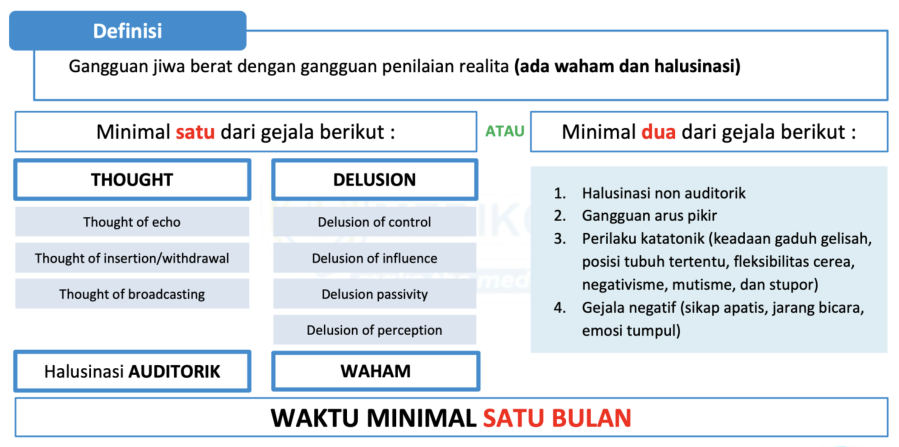 Definisi
Gangguan jiwa berat dengan gangguan penilaian realita (ada waham dan halusinasi)
Minimal satu dari gejala berikut :
ATAU
Minimal dua dari gejala berikut :
THOUGHT
Thought of echo
Thought of insertion/withdrawal
Thought of broadcasting
Halusinasi AUDITORIK
DELUSION
Delusion of control
Delusion of influence
Delusion passivity
Delusion of perception
WAHAM
1. Halusinasi non auditorik
2. Gangguan arus pikir
3. Perilaku katatonik (keadaan gaduh gelisah,
posisi tubuh tertentu, fleksibilitas cerea,
negativisme, mutisme, dan stupor)
4. Gejala negatif (sikap apatis, jarang bicara,
emosi tumpul)
WAKTU MINIMAL SATU BULAN